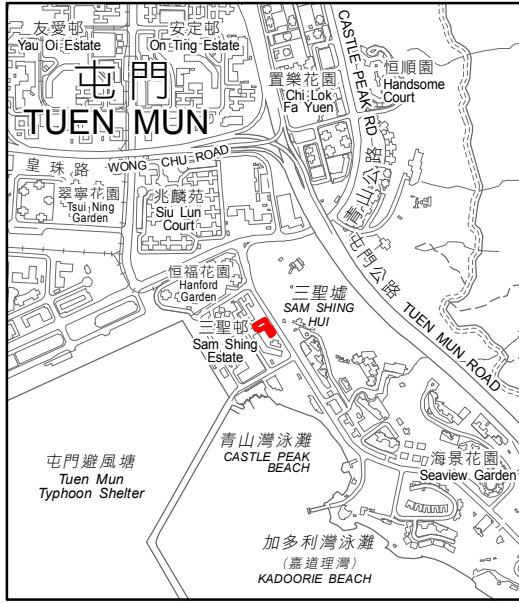 友愛邨
Yau Oi Estate
安定邨
On Ting Estate
屯門
TUEN MUN
置樂花園
Chi Lok
Fa Yuen
CASTLE PEAK RD
恒順園
Handsome
Court
青山公路
皇珠路
WONG CHU ROAD
翠寧花園
Tsui Ning
Garden
兆麟苑
Siu Lun
Court
屯門公路
TUEN MUN ROAD
恒福花園
Hanford
Garden
三聖墟
SAM SHING
HUI
三聖邨
Sam Shing
Estate
屯門避風塘
Tuen Mun
Typhoon Shelter
青山灣泳灘
CASTLE PEAK
BEACH
海景花園
Seaview Garden
加多利灣泳灘
(嘉道理灣)
KADOORIE BEACH